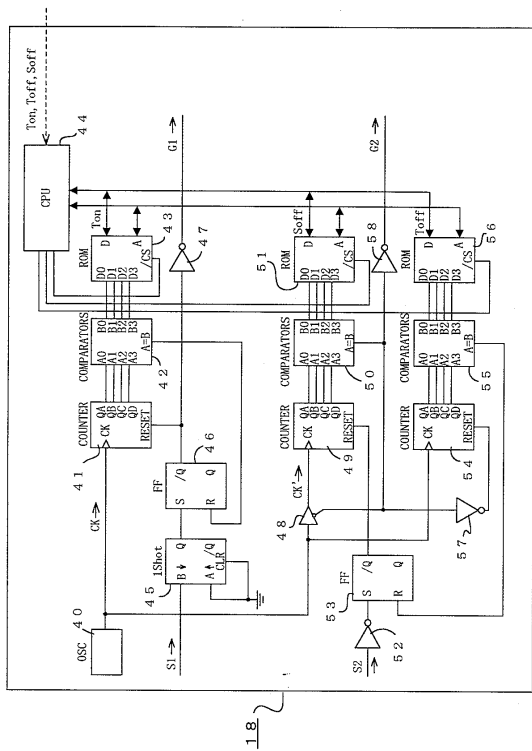 Ton, Toff, Soff
44
CPU
G1
G2
Ton
D
A
43
ROM
D0
D1
D2
D3
/CS
47
COMPARATORS
A0 B0
A1 B1
A2 B2
A3 B3
A=B
42
COUNTER
CK
QA
QB
QC
QD
RESET
41
46
FF
S /Q
R Q
1Shot
B Q
A /Q
CLR
45
CK
40
OSC
S1
Soff
D
A
51
ROM
D0
D1
D2
D3
/CS
58
COMPARATORS
A0 B0
A1 B1
A2 B2
A3 B3
A=B
50
COUNTER
CK
QA
QB
QC
QD
RESET
49
CK'
48
Toff
D
A
56
ROM
D0
D1
D2
D3
/CS
COMPARATORS
A0 B0
A1 B1
A2 B2
A3 B3
A=B
55
COUNTER
CK
QA
QB
QC
QD
RESET
54
57
53
FF
S /Q
R Q
52
S2
18